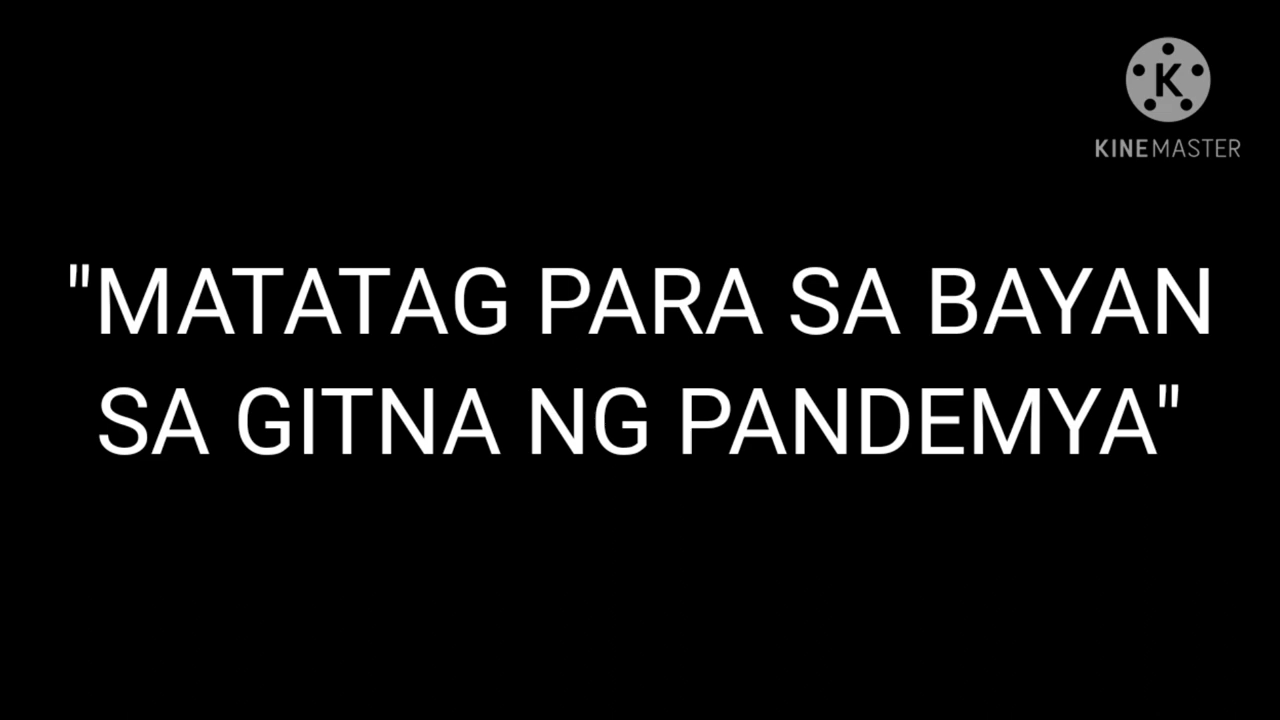 K
KINEMASTER
"MATATAG PARA SA BAYAN
SA GITNA NG PANDEMYA"